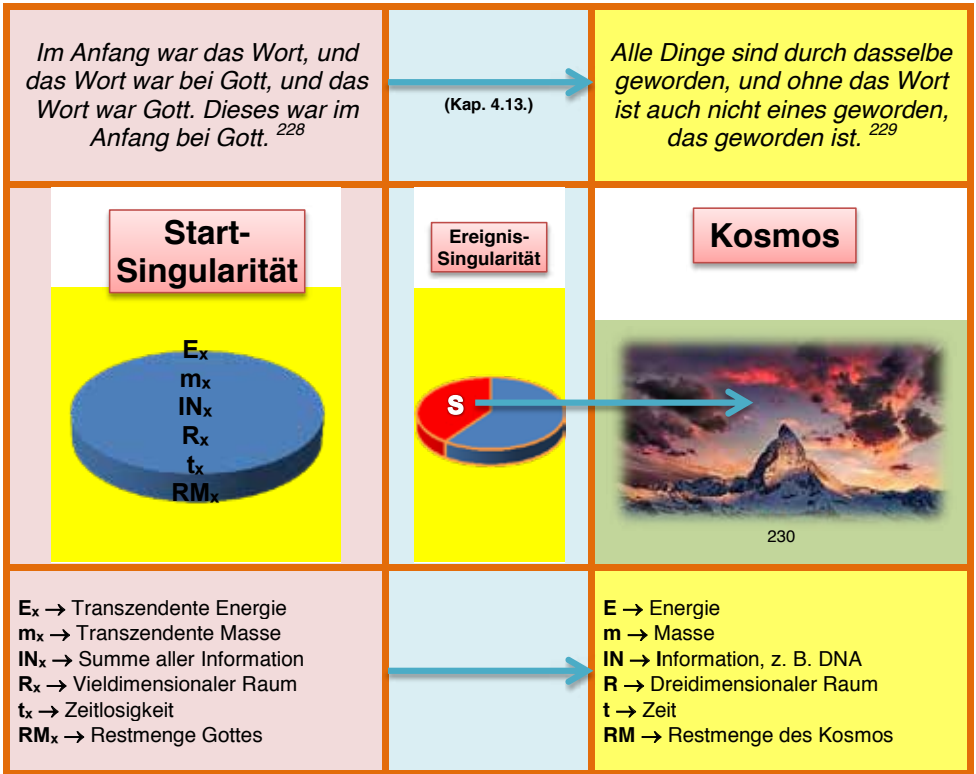 Im Anfang war das Wort, und
das Wort war bei Gott, und das
Wort war Gott. Dieses war im
Anfang bei Gott. 228
(Kap. 4.13.)
Alle Dinge sind durch dasselbe
geworden, und ohne das Wort
ist auch nicht eines geworden,
das geworden ist. 229
Start-
Singularität
Ex
mx
INx
Rx
tx
RMx
Ereignis-
Singularität
S
Kosmos
230
Ex → Transzendente Energie
mx → Transzendente Masse
INx → Summe aller Information
Rx → Vieldimensionaler Raum
tx → Zeitlosigkeit
RMx → Restmenge Gottes
E → Energie
m → Masse
IN → Information, z. B. DNA
R → Dreidimensionaler Raum
t → Zeit
RM → Restmenge des Kosmos